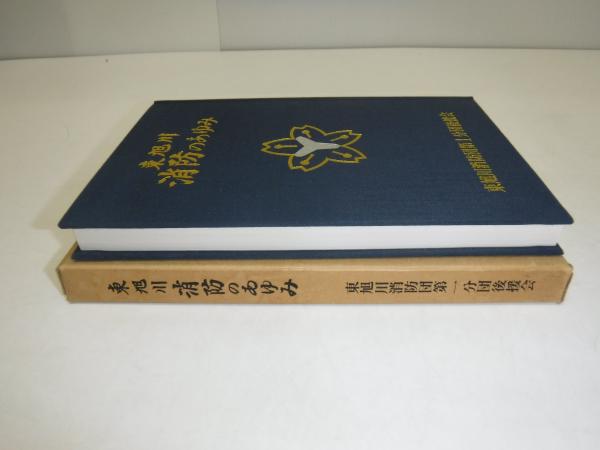 東旭川
消防のあゆみ
東旭川消防団第1分団後援会
東旭川 消防のあゆみ 東旭川消防団第一分団後援会